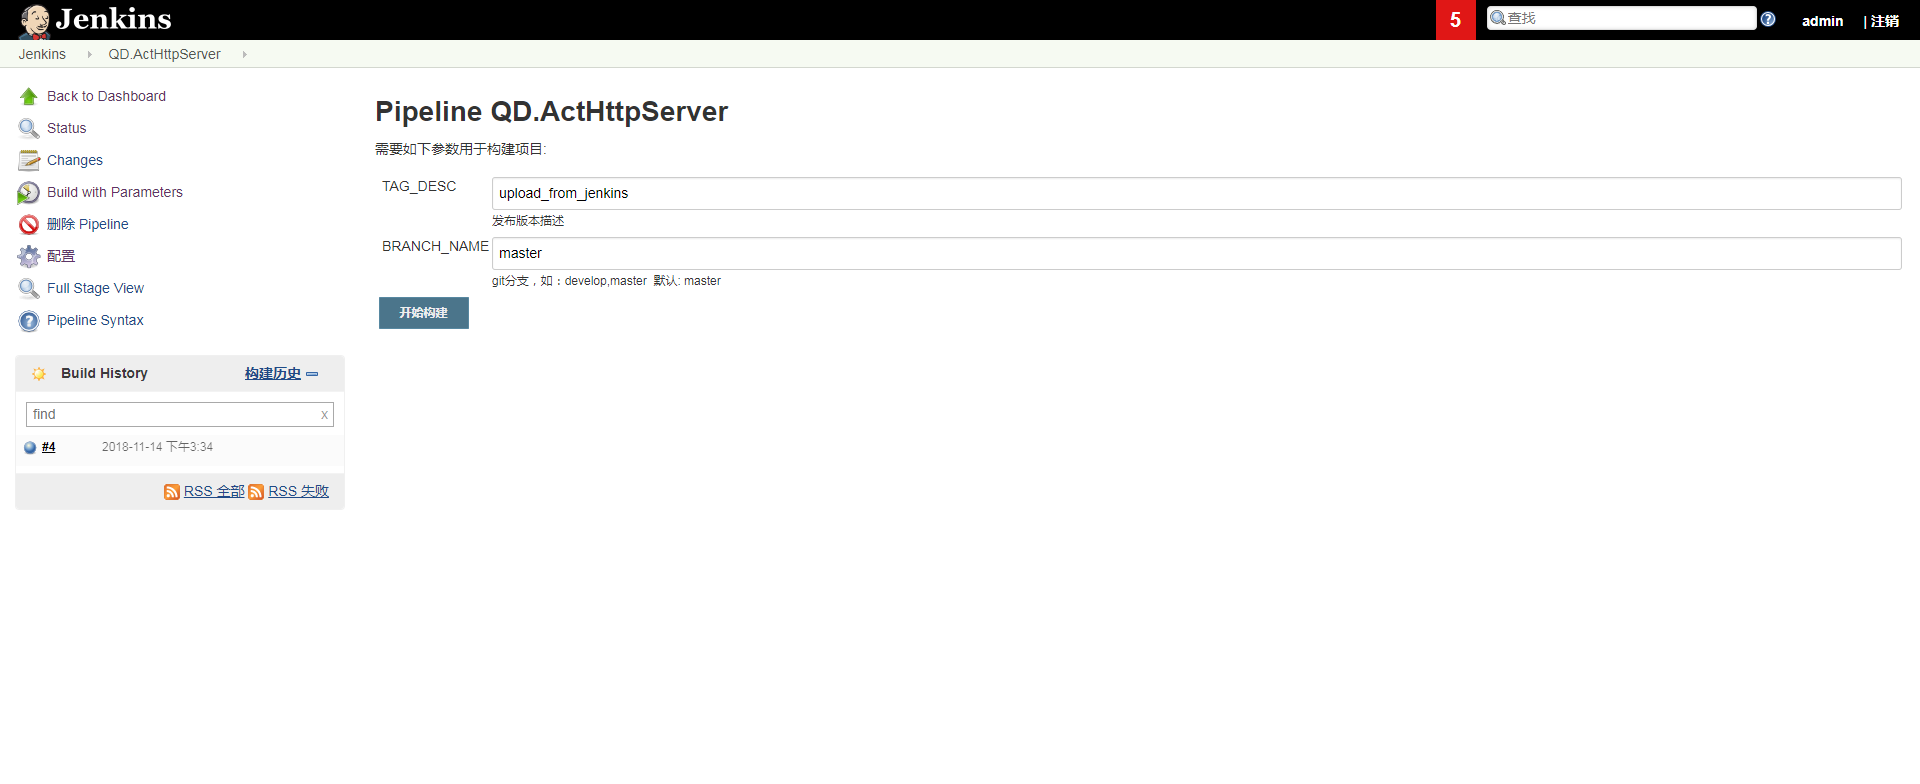 Jenkins
5
查找
admin
| 注销
Jenkins
QD.ActHttpServer
Back to Dashboard
Status
Changes
Build with Parameters
删除 Pipeline
配置
Full Stage View
Pipeline Syntax
Build History
构建历史
find
x
#4
2018-11-14 下午3:34
RSS 全部
RSS 失败
Pipeline QD.ActHttpServer
需要如下参数用于构建项目:
TAG_DESC
upload_from_jenkins
发布版本描述
BRANCH_NAME
master
git分支，如：develop,master 默认: master
开始构建